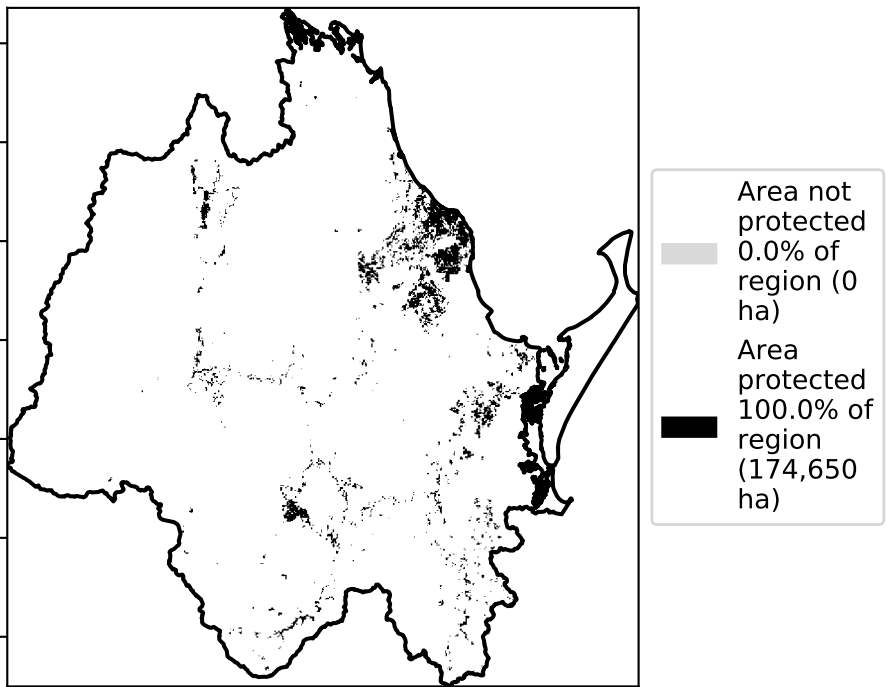 Area not
protected
0.0% of
region (0
ha)
Area
protected
100.0% of
region
(174,650
ha)